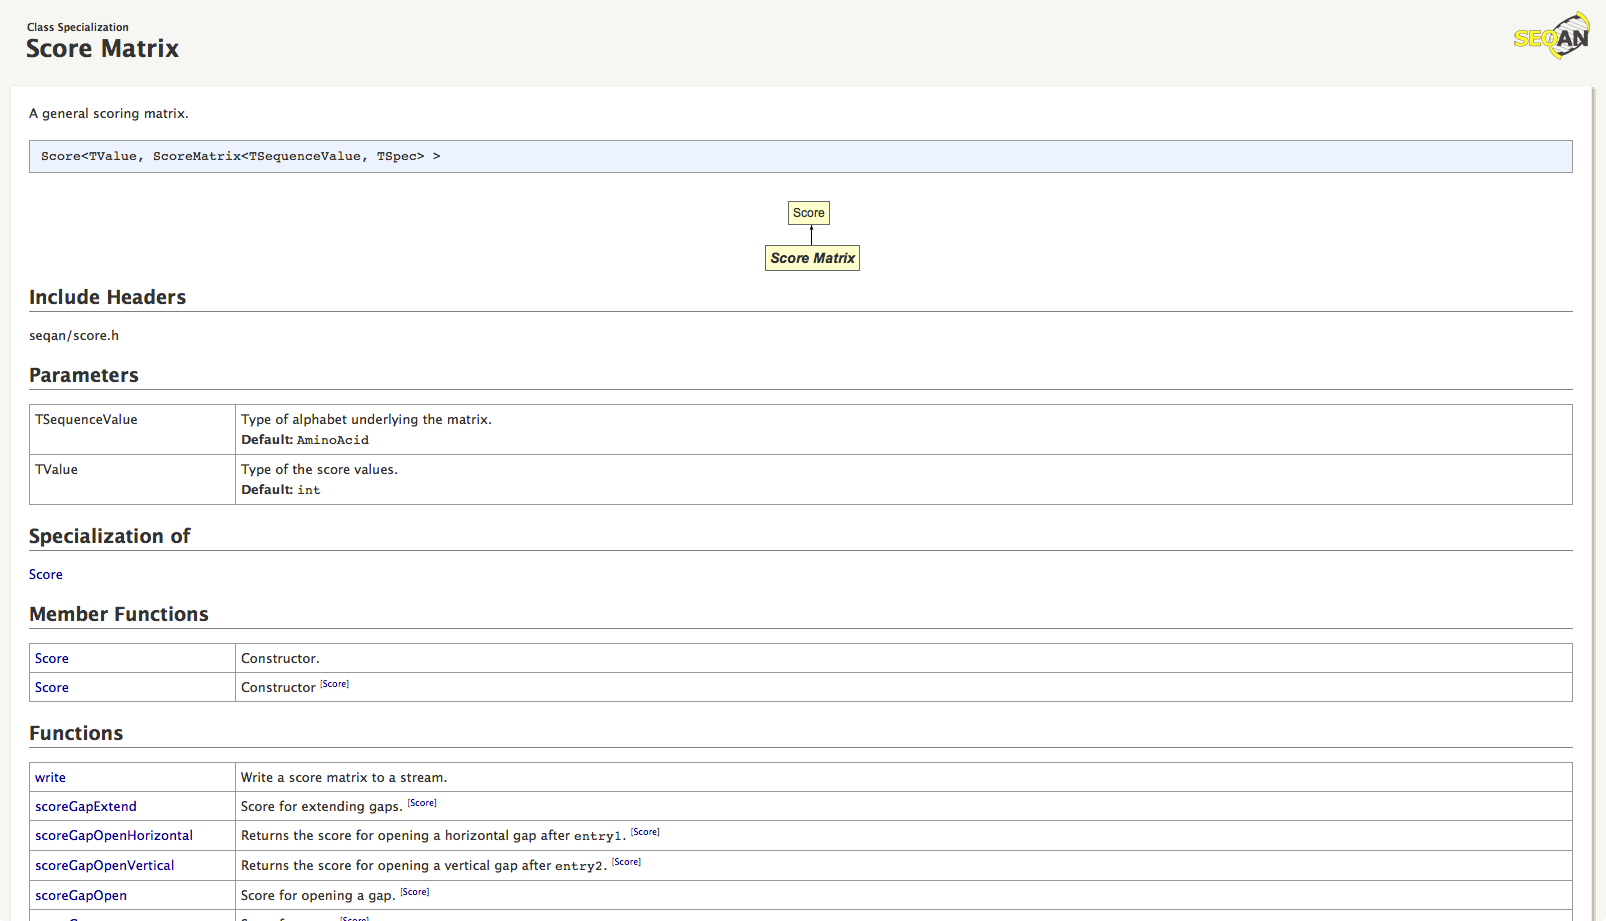 Class Specialization
Score Matrix
SEQAN
A general scoring matrix.
Score<TValue, ScoreMatrix<TSequenceValue, TSpec> >
Score
Score Matrix
Include Headers
seqan/score.h
Parameters
TSequenceValue Type of alphabet underlying the matrix.
Default: AminoAcid
TValue Type of the score values.
Default: int
Specialization of
Score
Member Functions
Score Constructor.
Score Constructor [Score]
Functions
write Write a score matrix to a stream.
scoreGapExtend Score for extending gaps. [Score]
scoreGapOpenHorizontal Returns the score for opening a horizontal gap after entry1. [Score]
scoreGapOpenVertical Returns the score for opening a vertical gap after entry2. [Score]
scoreGapOpen Score for opening a gap. [Score]